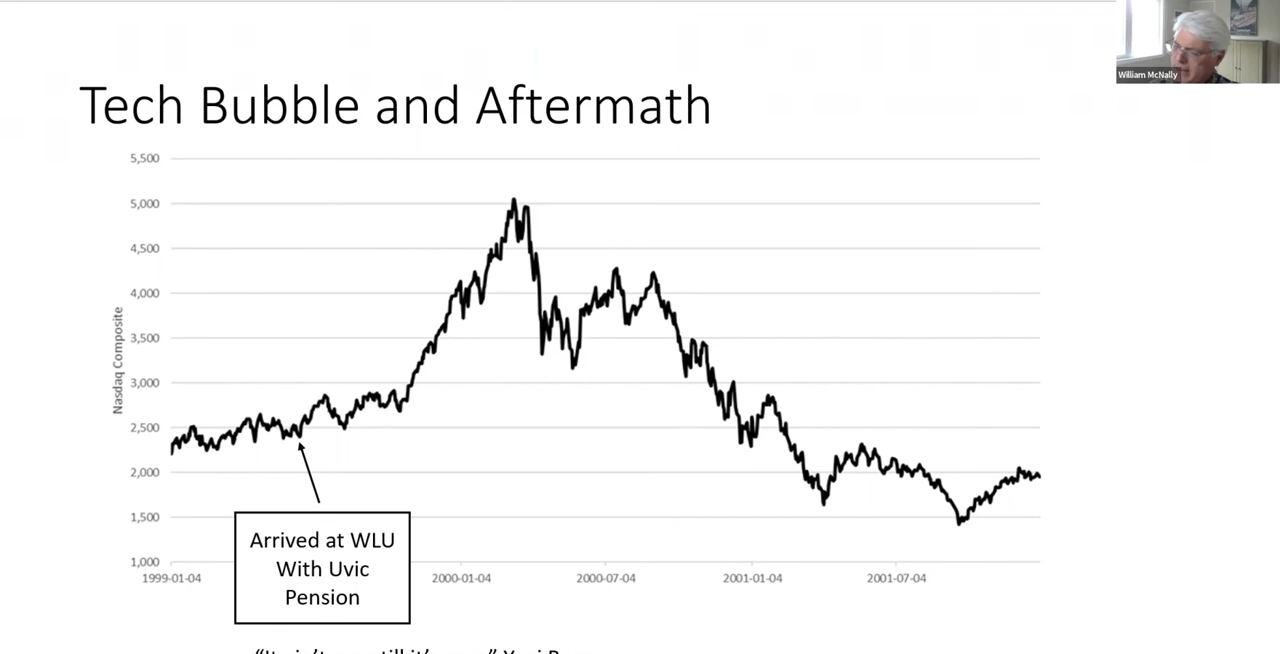 William McNally
Tech Bubble and Aftermath
5,500
5,000
4,500
4,000
3,500
3,000
2,500
2,000
1,500
1,000
Nasdaq Composite
1999-01-04
2000-01-04
2000-07-04
2001-01-04
2001-07-04
Arrived at WLU
With Uvic
Pension